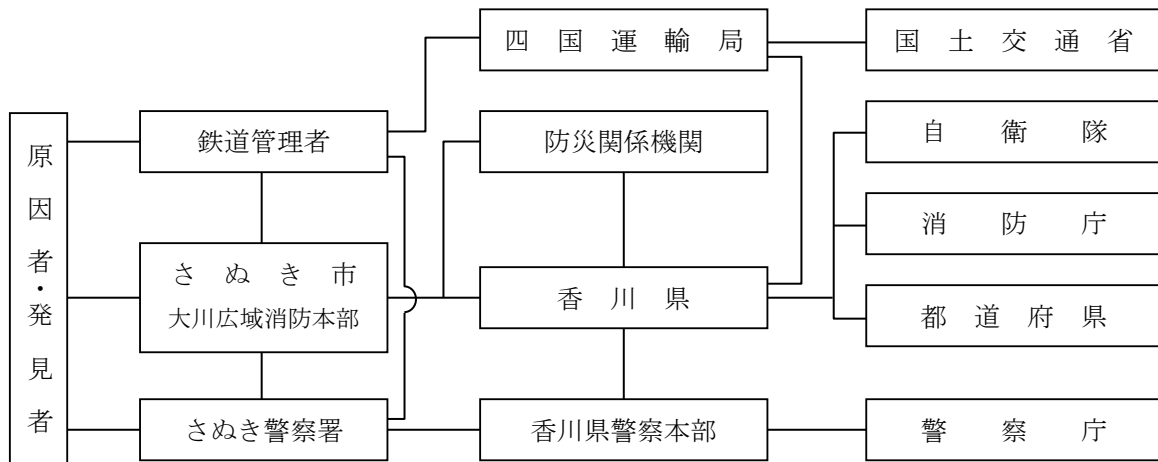 四国運輸局
国土交通省
原因者・発見者
鉄道管理者
防災関係機関
自衛隊
消防庁
さぬき市
大川広域消防本部
香川県
都道府県
さぬき警察署
香川県警察本部
警察庁